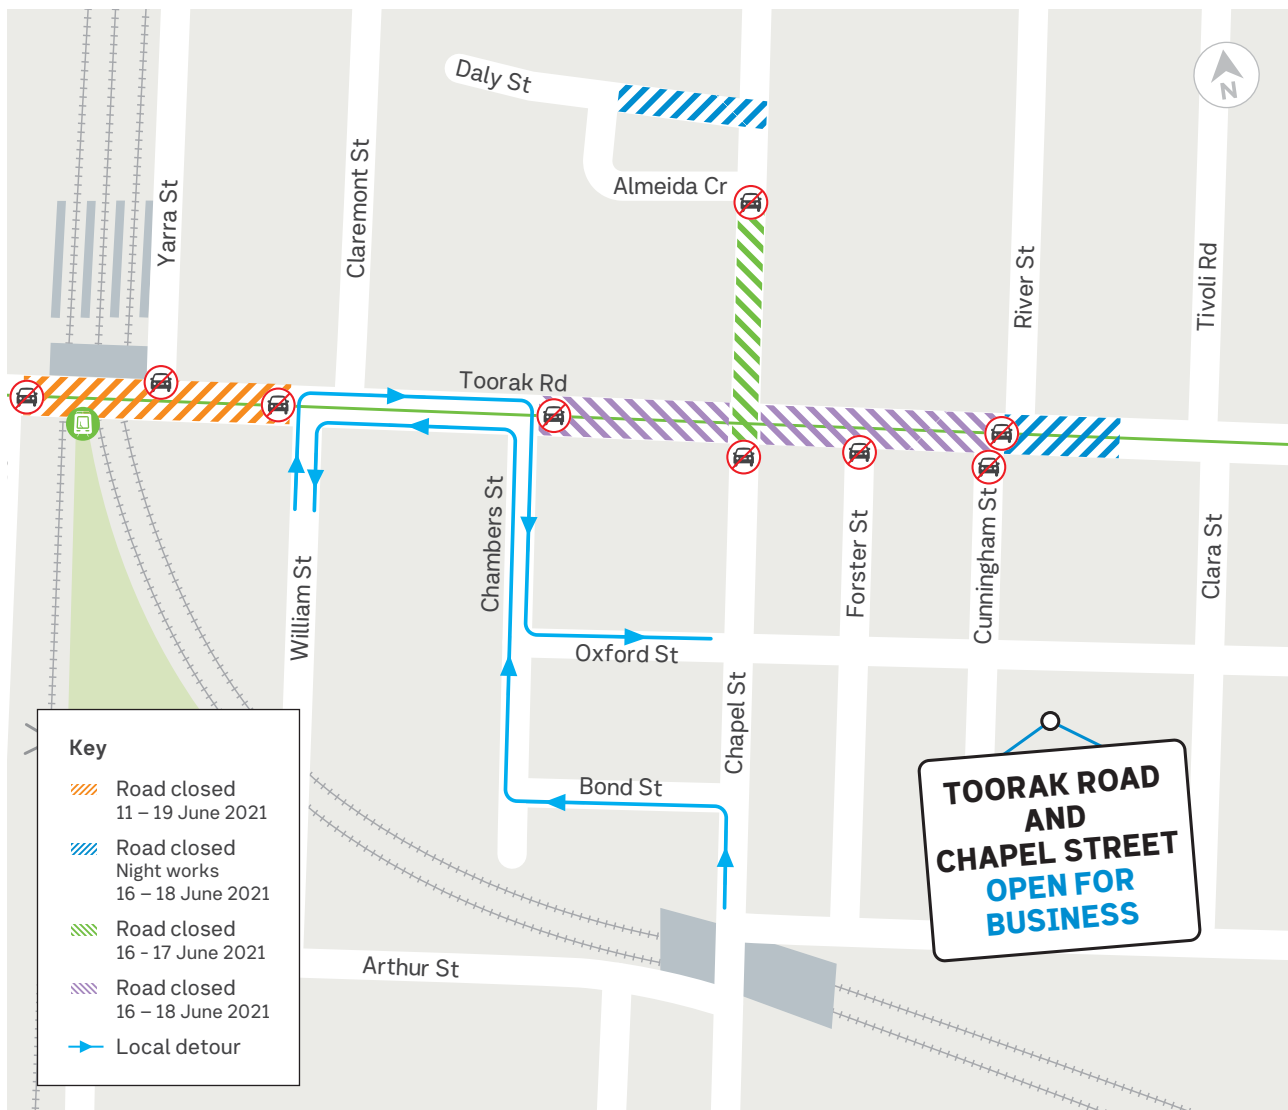 Daly St
N
Yarra St
Claremont St
Almeida Cr
River St
Tivoli Rd
Toorak Rd
Chambers St
William St
Forster St
Cunningham St
Clara St
Oxford St
Chapel St
Bond St
Arthur St
Key
Road closed
11 – 19 June 2021
Road closed
Night works
16 – 18 June 2021
Road closed
16 - 17 June 2021
Road closed
16 – 18 June 2021
Local detour
TOORAK ROAD
AND
CHAPEL STREET
OPEN FOR
BUSINESS